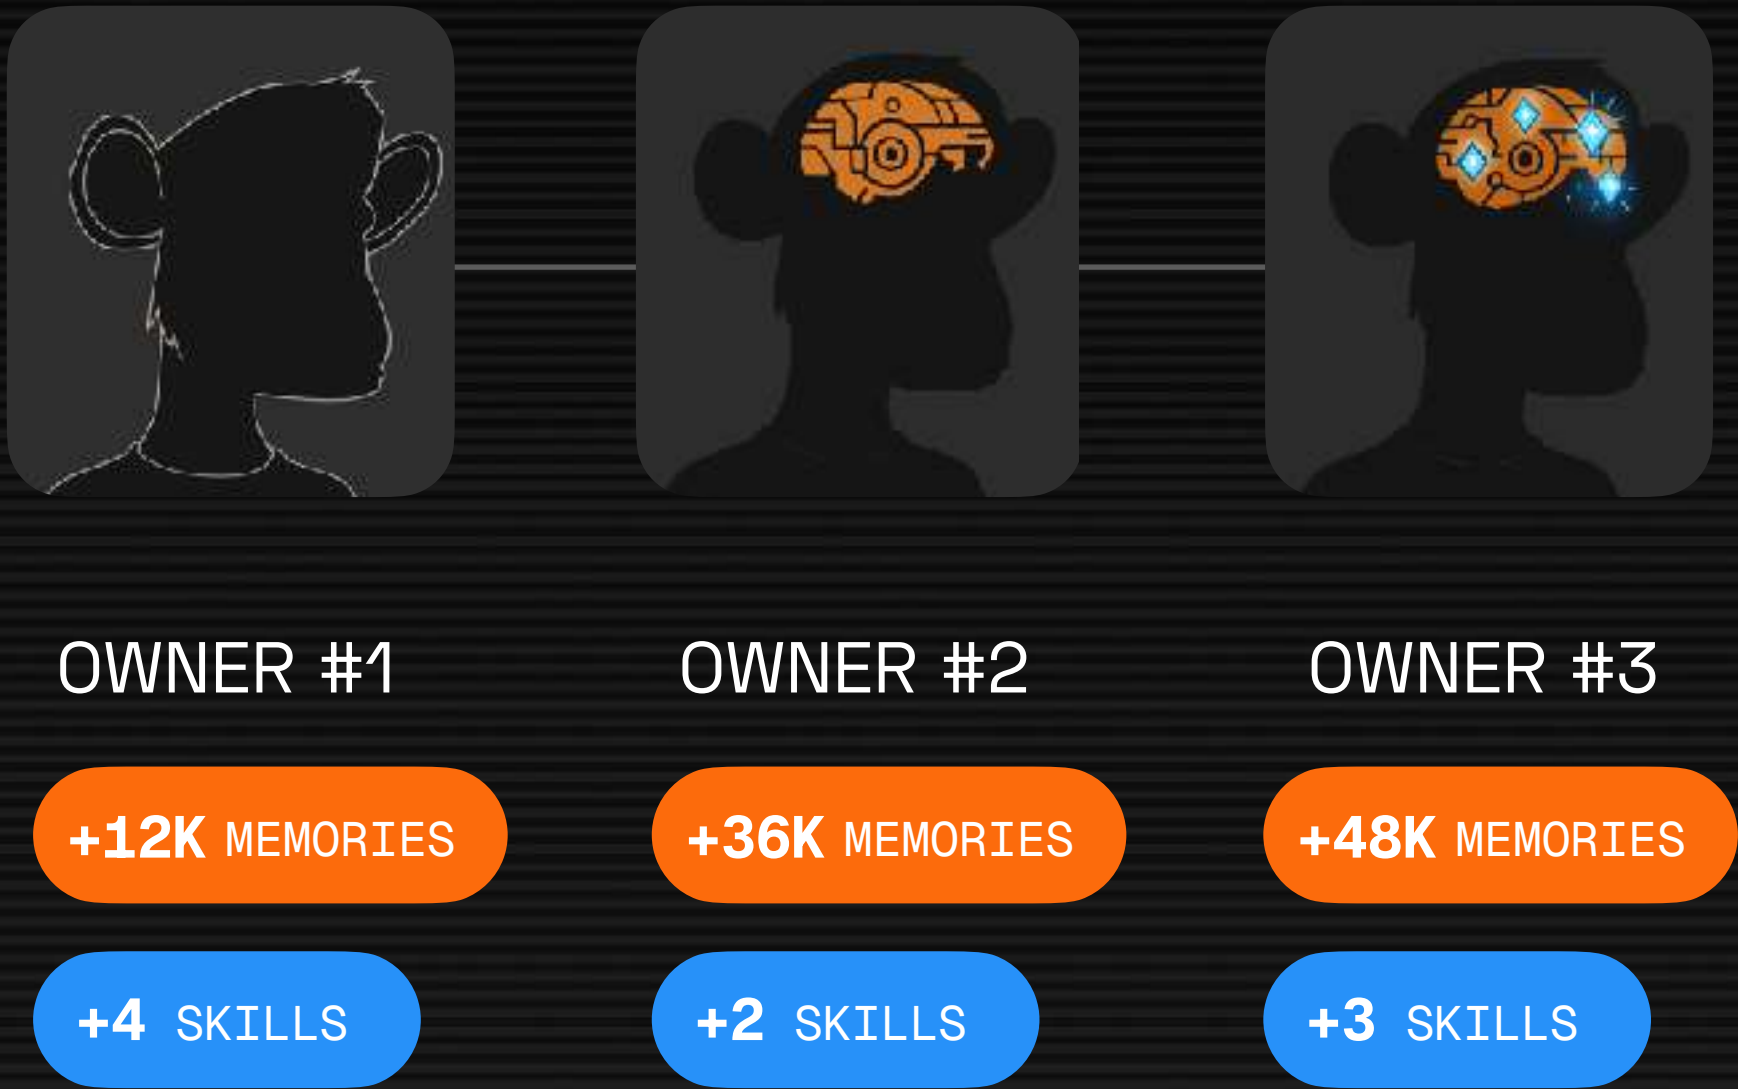 OWNER #1
OWNER #2
OWNER #3
+12K MEMORIES
+36K MEMORIES
+48K MEMORIES
+4 SKILLS
+2 SKILLS
+3 SKILLS